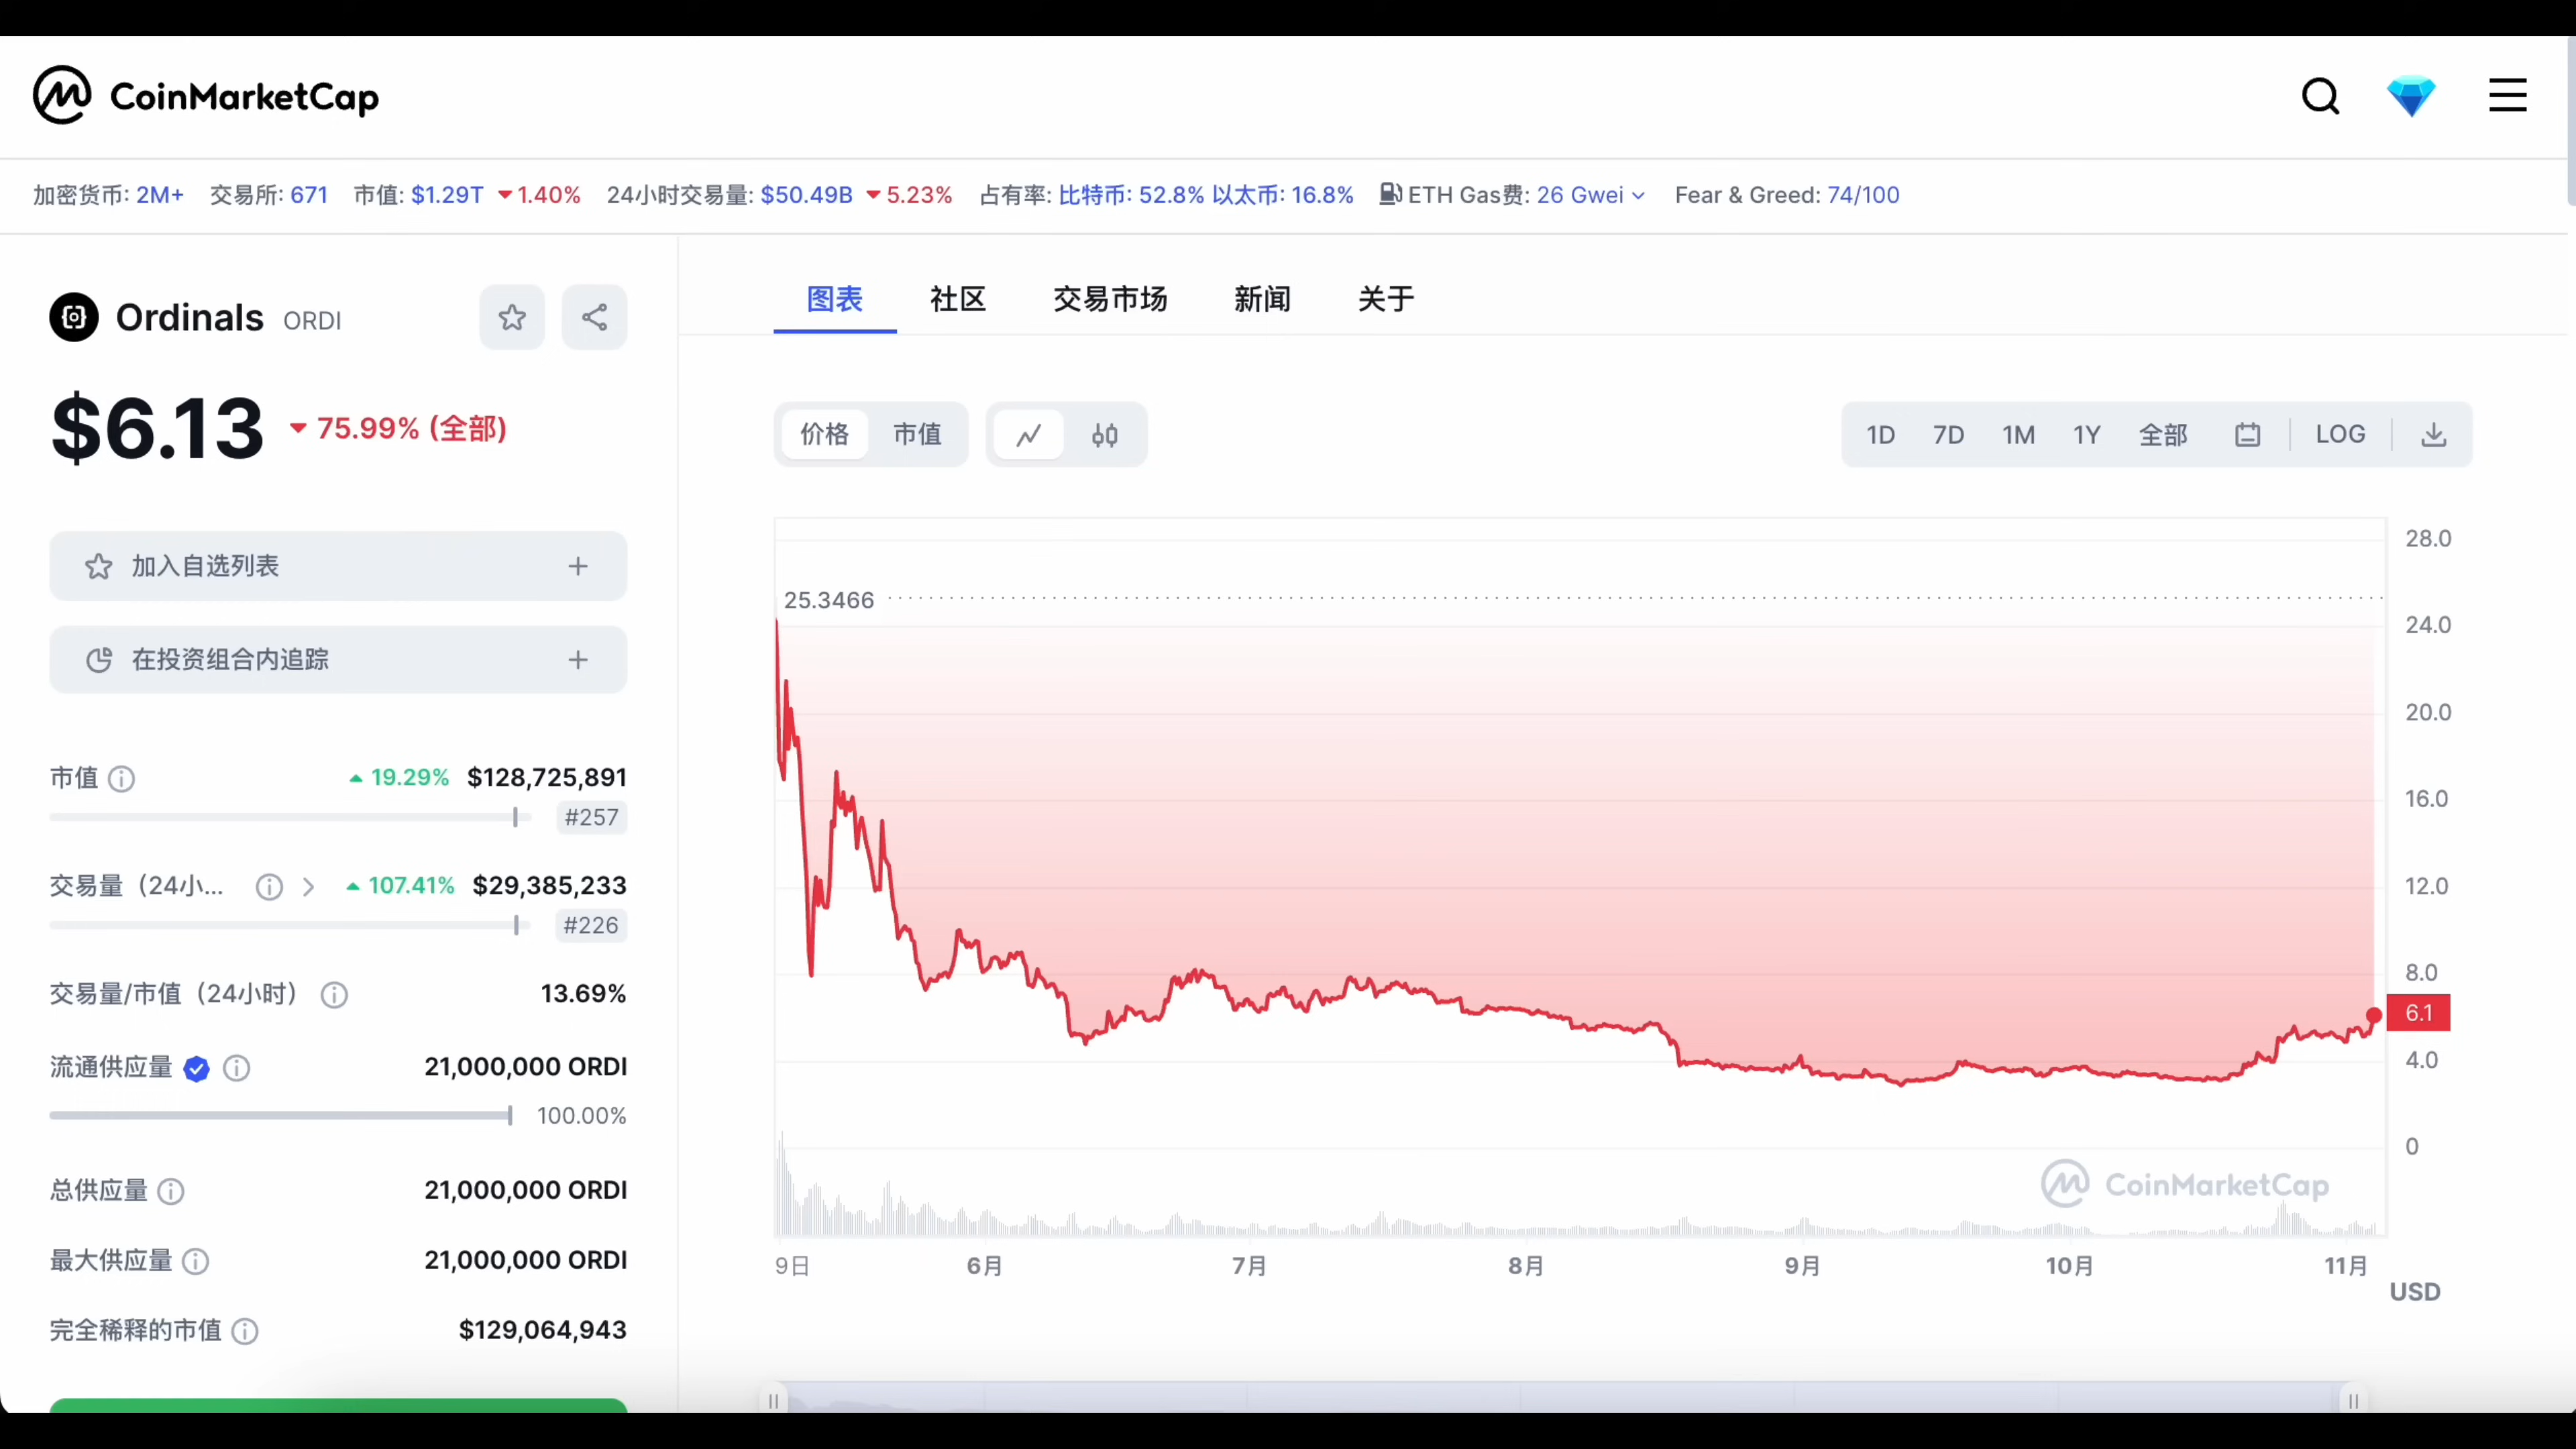 CoinMarketCap
加密货币: 2M+ 交易所: 671 市值: $1.29T 1.40% 24小时交易量: $50.49B 5.23% 占有率: 比特币: 52.8% 以太币: 16.8% ETH Gas费: 26 Gwei Fear & Greed: 74/100
Ordinals ORDI
$6.13 75.99% (全部)
加入自选列表 +
在投资组合内追踪 +
市值 19.29% $128,725,891
#257
交易量（24小... 107.41% $29,385,233
#226
交易量/市值（24小时） 13.69%
流通供应量 21,000,000 ORDI
100.00%
总供应量 21,000,000 ORDI
最大供应量 21,000,000 ORDI
完全稀释的市值 $129,064,943
图表 社区 交易市场 新闻 关于
价格 市值
1D 7D 1M 1Y 全部 LOG
25.3466
28.0
24.0
20.0
16.0
12.0
8.0
6.1
4.0
0
CoinMarketCap
9日 6月 7月 8月 9月 10月 11月
USD